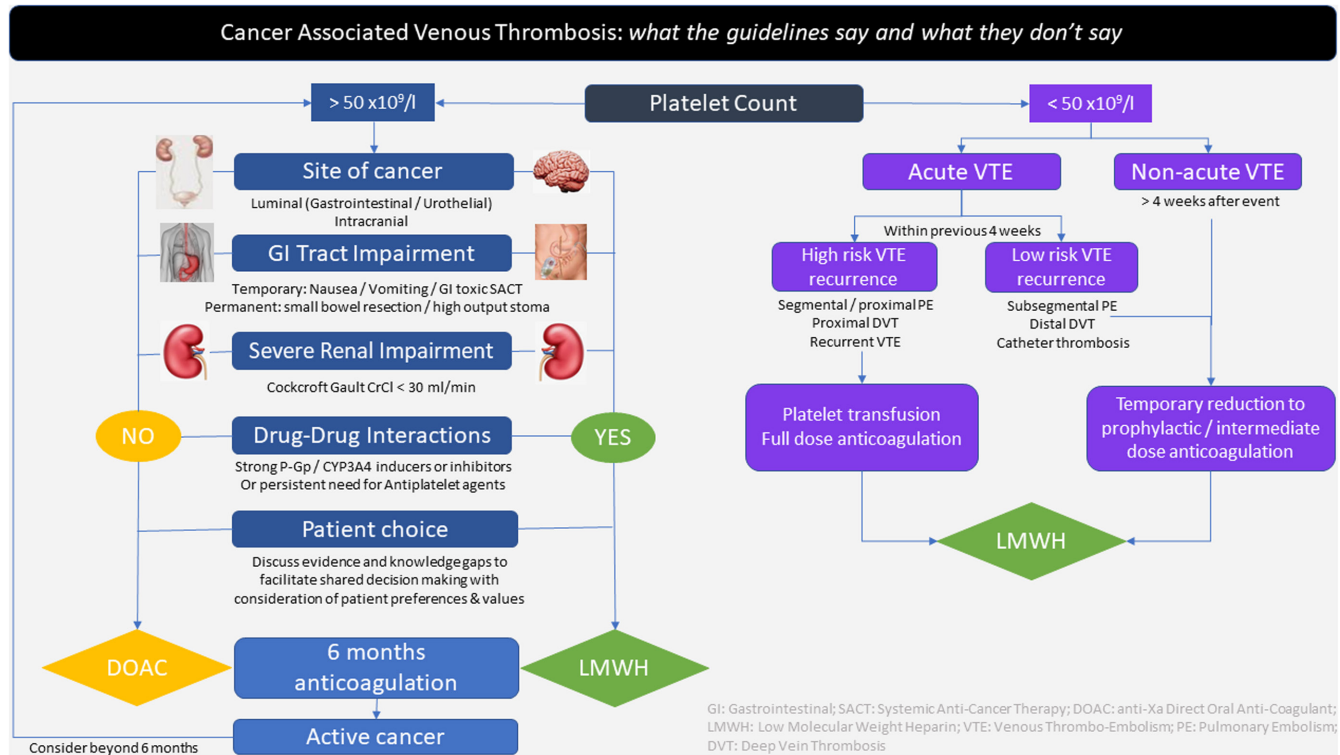 Cancer Associated Venous Thrombosis: what the guidelines say and what they don't say
> 50 x10⁹/l
Platelet Count
< 50 x10⁹/l
Site of cancer
Luminal (Gastrointestinal / Urothelial)
Intracranial
GI Tract Impairment
Temporary: Nausea / Vomiting / GI toxic SACT
Permanent: small bowel resection / high output stoma
Severe Renal Impairment
Cockcroft Gault CrCl < 30 ml/min
NO
Drug-Drug Interactions
YES
Strong P-Gp / CYP3A4 inducers or inhibitors
Or persistent need for Antiplatelet agents
Patient choice
Discuss evidence and knowledge gaps to
facilitate shared decision making with
consideration of patient preferences & values
DOAC
6 months
anticoagulation
LMWH
Active cancer
Consider beyond 6 months
Acute VTE
Non-acute VTE
> 4 weeks after event
Within previous 4 weeks
High risk VTE
recurrence
Low risk VTE
recurrence
Segmental / proximal PE
Proximal DVT
Recurrent VTE
Subsegmental PE
Distal DVT
Catheter thrombosis
Platelet transfusion
Full dose anticoagulation
Temporary reduction to
prophylactic / intermediate
dose anticoagulation
LMWH
GI: Gastrointestinal; SACT: Systemic Anti-Cancer Therapy; DOAC: anti-Xa Direct Oral Anti-Coagulant;
LMWH: Low Molecular Weight Heparin; VTE: Venous Thrombo-Embolism; PE: Pulmonary Embolism;
DVT: Deep Vein Thrombosis